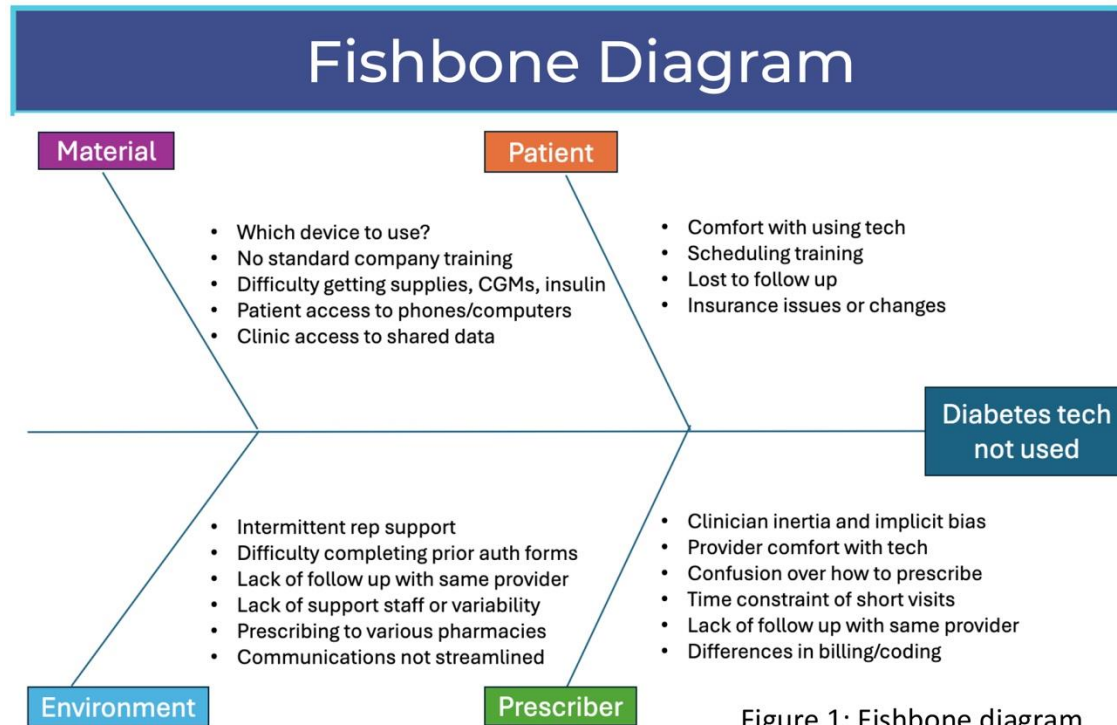 Fishbone Diagram
Material
Patient
• Which device to use?
• No standard company training
• Difficulty getting supplies, CGMs, insulin
• Patient access to phones/computers
• Clinic access to shared data
• Comfort with using tech
• Scheduling training
• Lost to follow up
• Insurance issues or changes
Diabetes tech
not used
• Intermittent rep support
• Difficulty completing prior auth forms
• Lack of follow up with same provider
• Lack of support staff or variability
• Prescribing to various pharmacies
• Communications not streamlined
• Clinician inertia and implicit bias
• Provider comfort with tech
• Confusion over how to prescribe
• Time constraint of short visits
• Lack of follow up with same provider
• Differences in billing/coding
Environment
Prescriber
Figure 1: Fishbone diagram